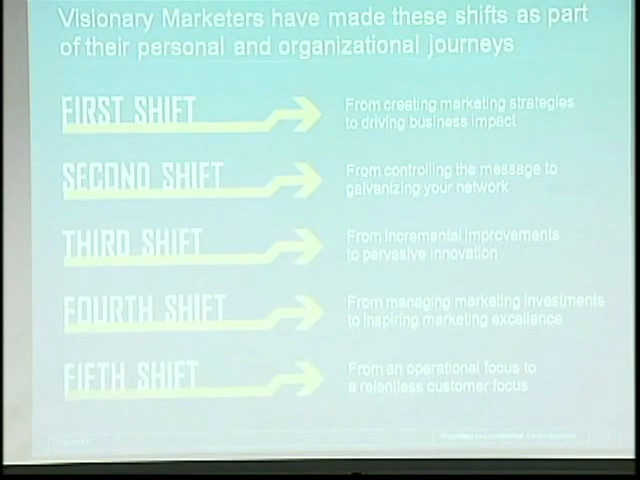 Visionary Marketers have made these shifts as part
of their personal and organizational journeys
FIRST SHIFT
From creating marketing strategies
to driving business impact
SECOND SHIFT
From controlling the message to
galvanizing your network
THIRD SHIFT
From incremental improvements
to pervasive innovation
FOURTH SHIFT
From managing marketing investments
to inspiring marketing excellence
FIFTH SHIFT
From an operational focus to
a relentless customer focus